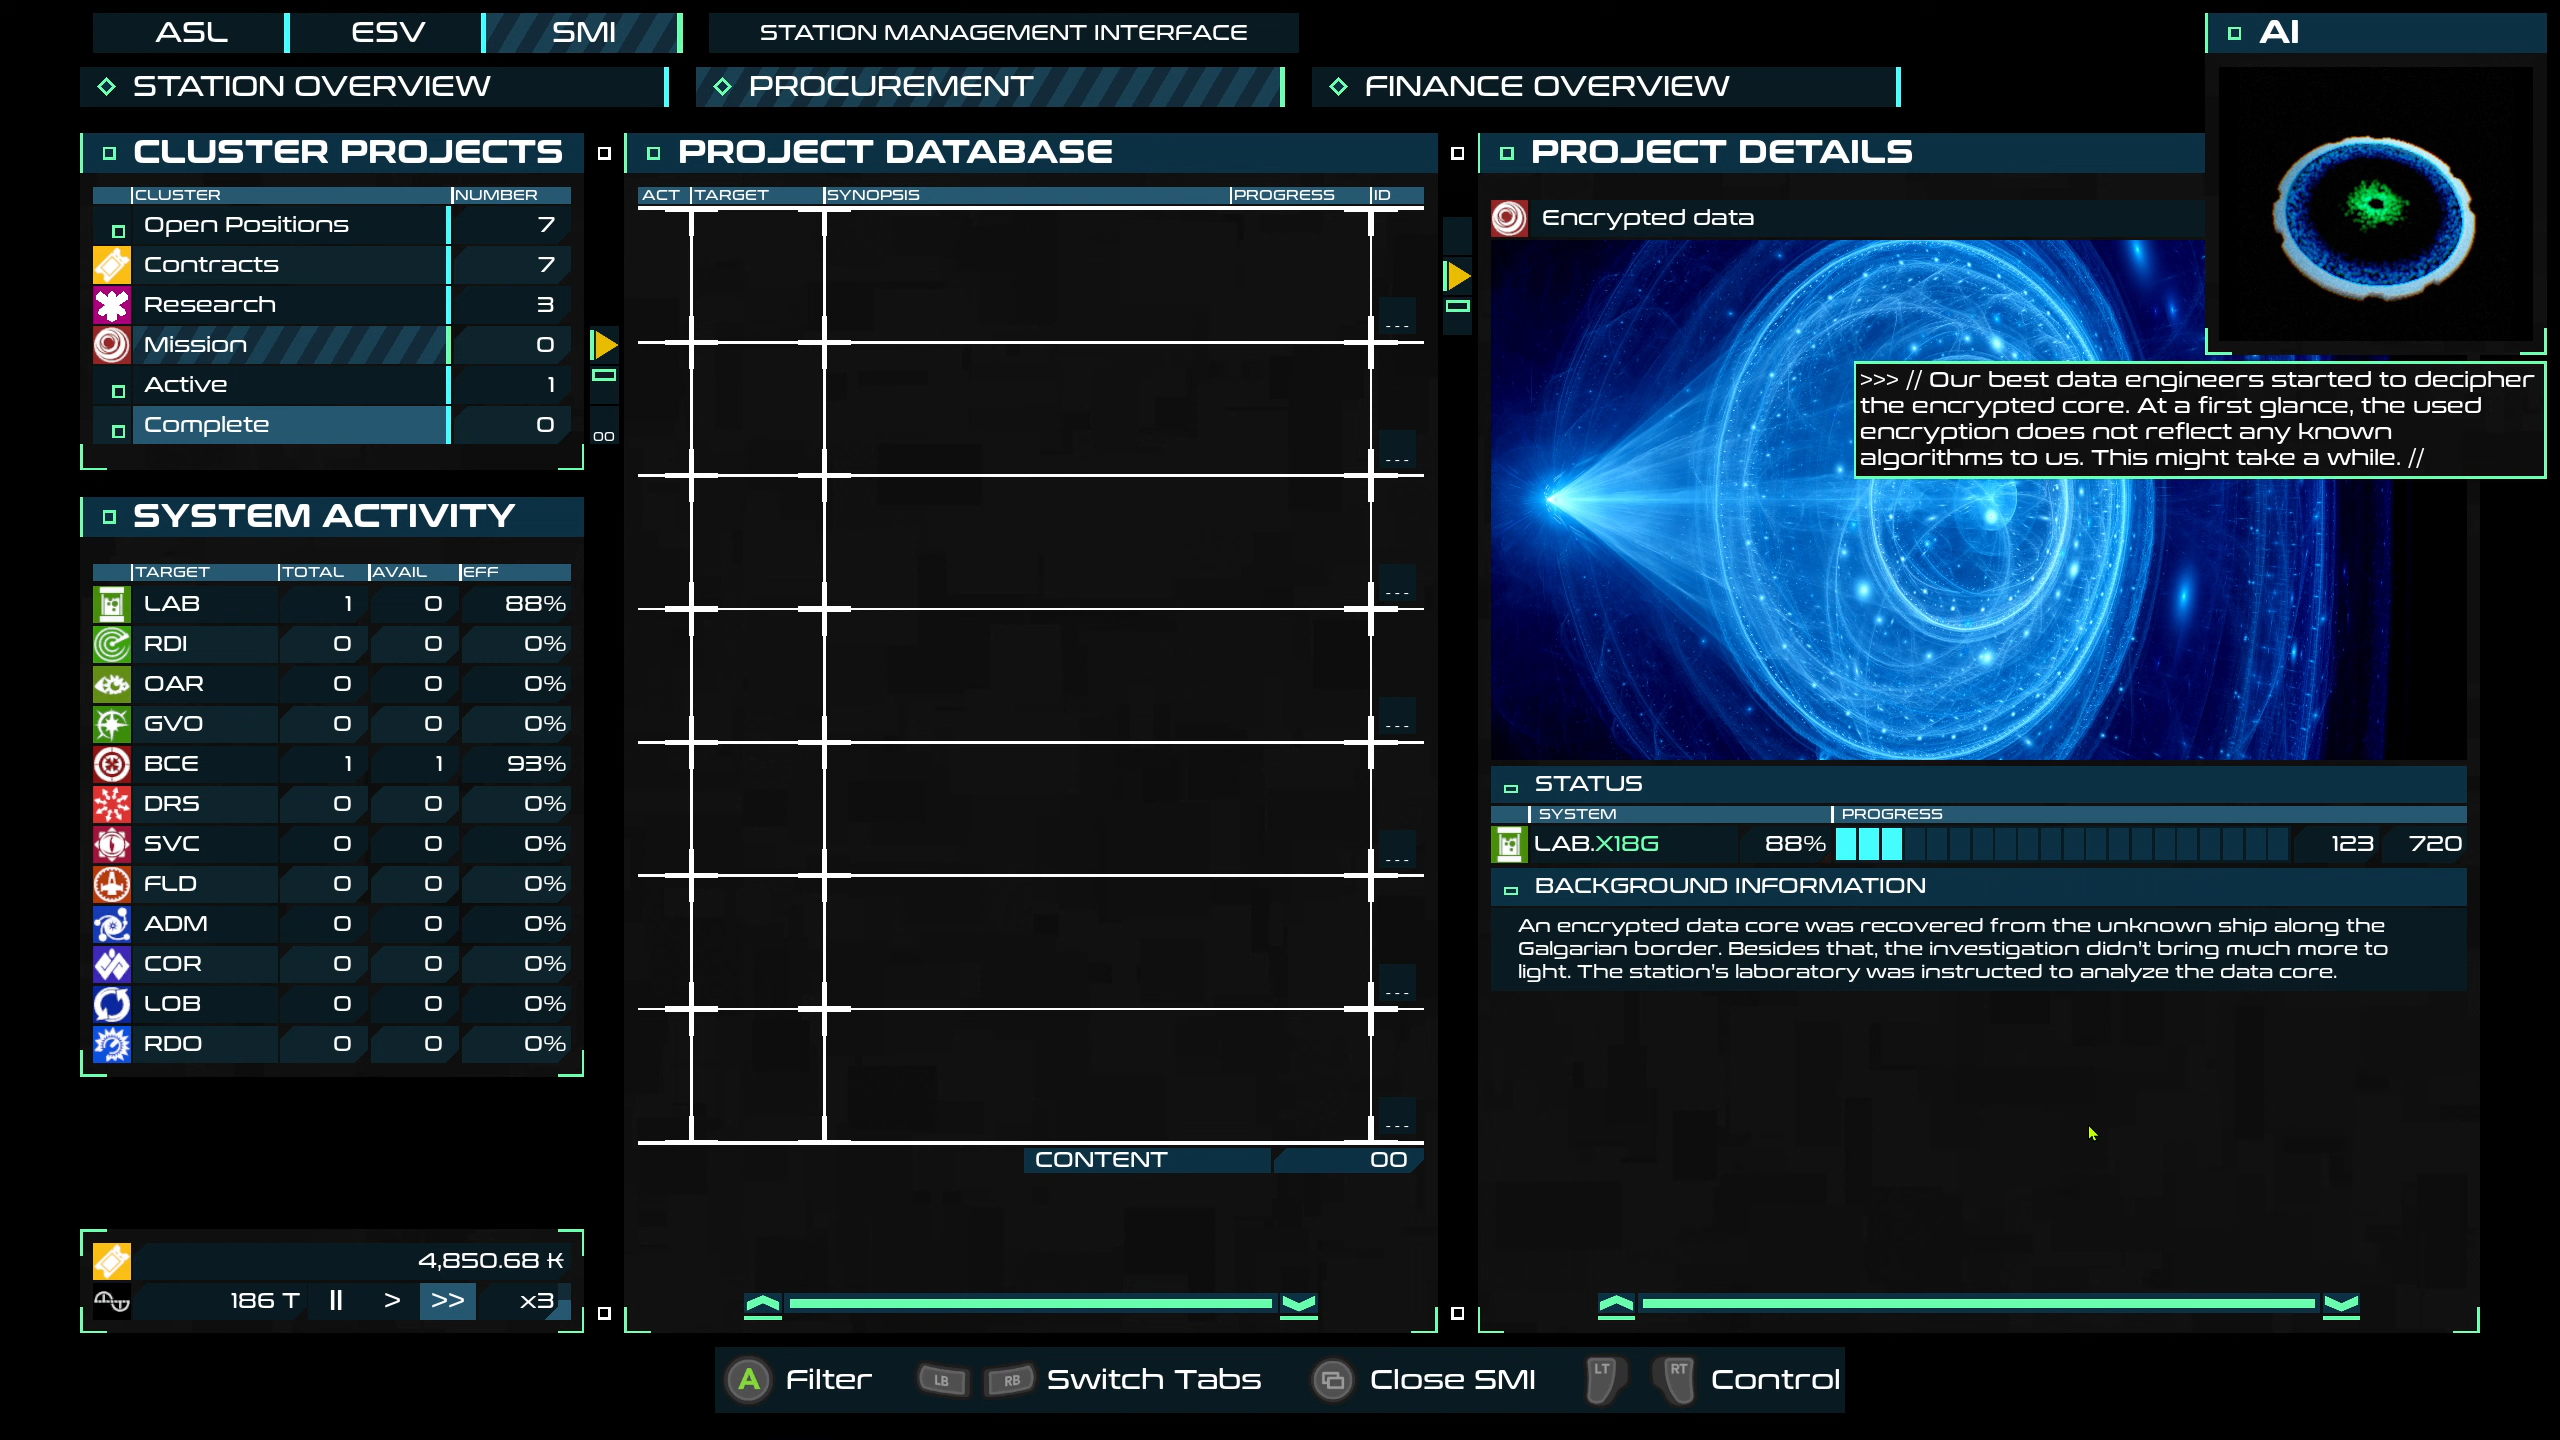 ASL ESV SMI STATION MANAGEMENT INTERFACE
STATION OVERVIEW PROCUREMENT FINANCE OVERVIEW
AI
CLUSTER PROJECTS
CLUSTER NUMBER
Open Positions 7
Contracts 7
Research 3
Mission 0
Active 1
Complete 0
00
SYSTEM ACTIVITY
TARGET TOTAL AVAIL EFF
LAB 1 0 88%
RDI 0 0 0%
OAR 0 0 0%
GVO 0 0 0%
BCE 1 1 93%
DRS 0 0 0%
SVC 0 0 0%
FLD 0 0 0%
ADM 0 0 0%
COR 0 0 0%
LOB 0 0 0%
RDO 0 0 0%
4,850.68 K
186 T || > >> x3
PROJECT DATABASE
ACT TARGET SYNOPSIS PROGRESS ID
---
---
---
---
---
---
---
CONTENT 00
PROJECT DETAILS
Encrypted data
>>> // Our best data engineers started to decipher
the encrypted core. At a first glance, the used
encryption does not reflect any known
algorithms to us. This might take a while. //
STATUS
SYSTEM PROGRESS
LAB.X18G 88% 123 720
BACKGROUND INFORMATION
An encrypted data core was recovered from the unknown ship along the
Galgarian border. Besides that, the investigation didn't bring much more to
light. The station's laboratory was instructed to analyze the data core.
A Filter LB RB Switch Tabs Close SMI LT RT Control